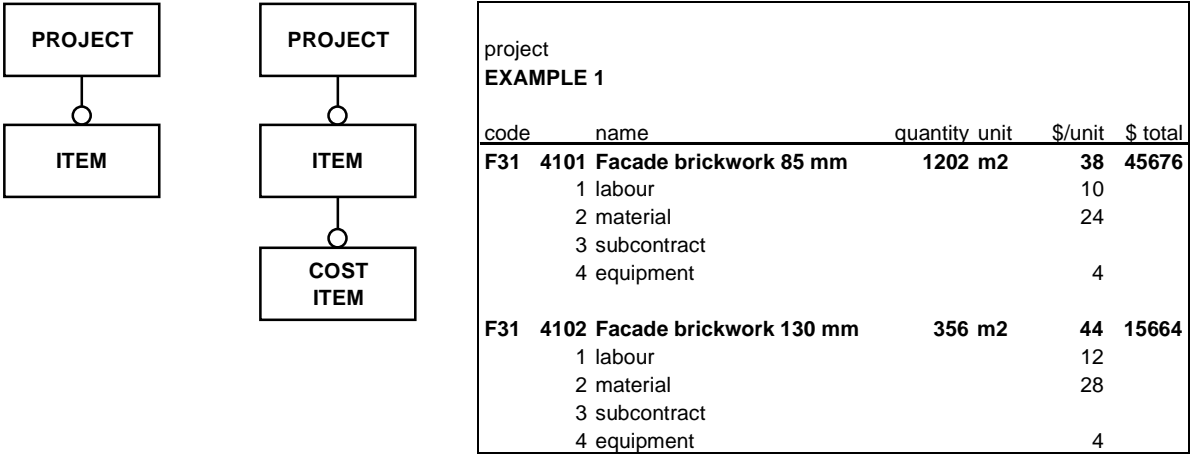 PROJECT
ITEM
PROJECT
ITEM
COST
ITEM
project
EXAMPLE 1
code name quantity unit $/unit $ total
F31 4101 Facade brickwork 85 mm 1202 m2 38 45676
1 labour 10
2 material 24
3 subcontract
4 equipment 4
F31 4102 Facade brickwork 130 mm 356 m2 44 15664
1 labour 12
2 material 28
3 subcontract
4 equipment 4